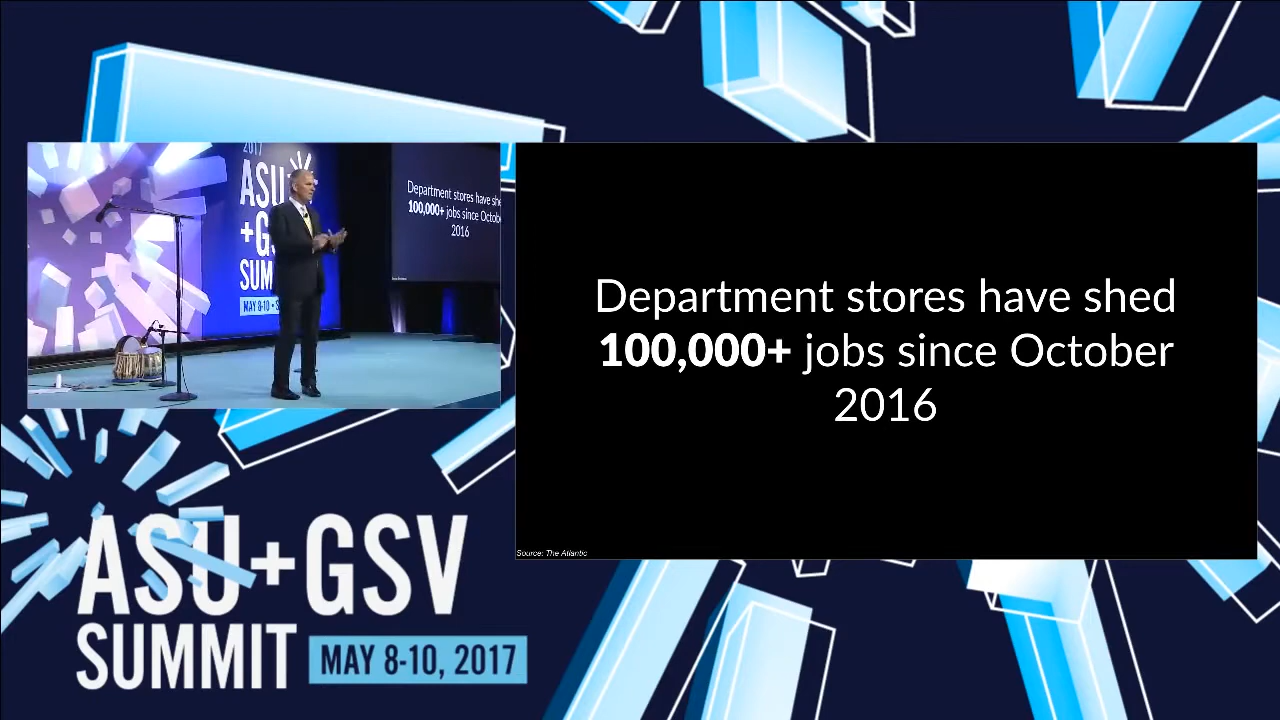 2017
ASU
+GS
SUM
MAY 8-10 • S
Department stores have she
100,000+ jobs since Octob
2016
Department stores have shed
100,000+ jobs since October
2016
Source: The Atlantic
ASU+GSV
SUMMIT
MAY 8-10, 2017